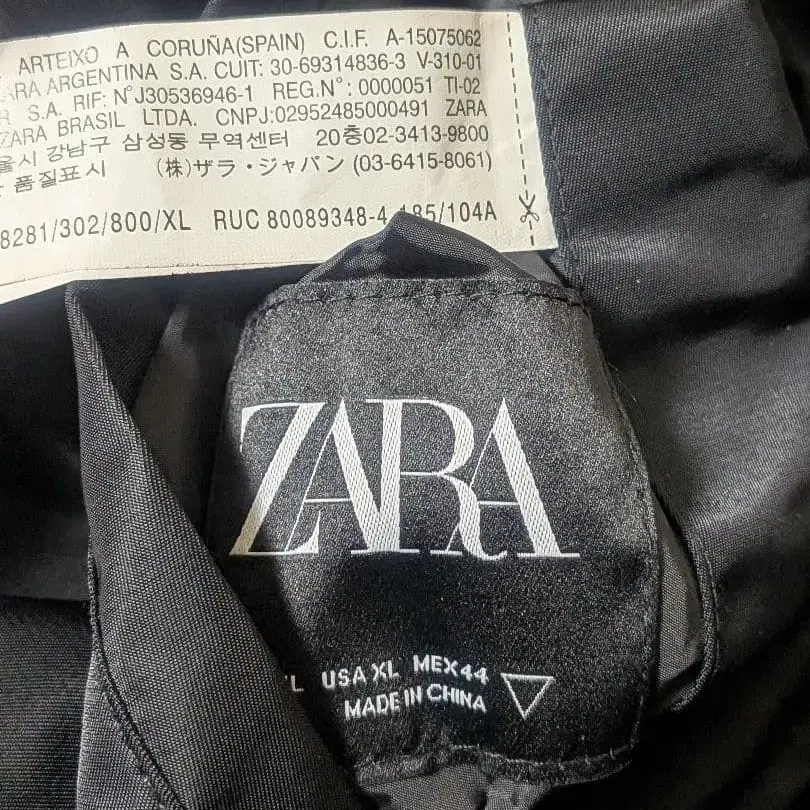 ARTEIXO A CORUÑA(SPAIN) C.I.F. A-15075062
ARA ARGENTINA S.A. CUIT: 30-69314836-3 V-310-01
R S.A. RIF: NºJ30536946-1 REG.Nº: 0000051 TI-02
ZARA BRASIL LTDA. CNPJ:02952485000491 ZARA
울시 강남구 삼성동 무역센터 20층02-3413-9800
품질표시 (株)ザラ・ジャパン (03-6415-8061)
8281/302/800/XL RUC 80089348-4 185/104A
ZARA
L USA XL MEX 44
MADE IN CHINA